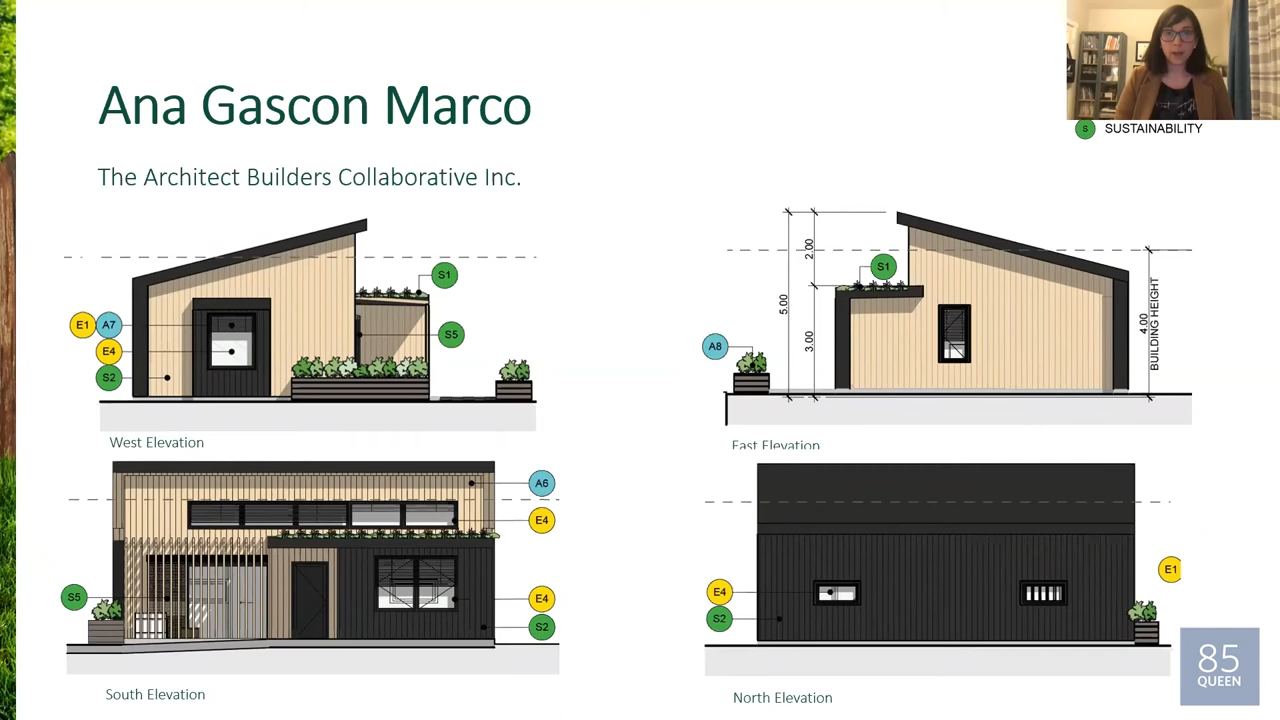 Ana Gascon Marco
The Architect Builders Collaborative Inc.
S SUSTAINABILITY
S1
E1 A7
E4
S2
S5
West Elevation
2.00
5.00
3.00
S1
A8
4.00
BUILDING HEIGHT
East Elevation
A6
E4
S5
E4
S2
South Elevation
E4
S2
E1
North Elevation
85
QUEEN